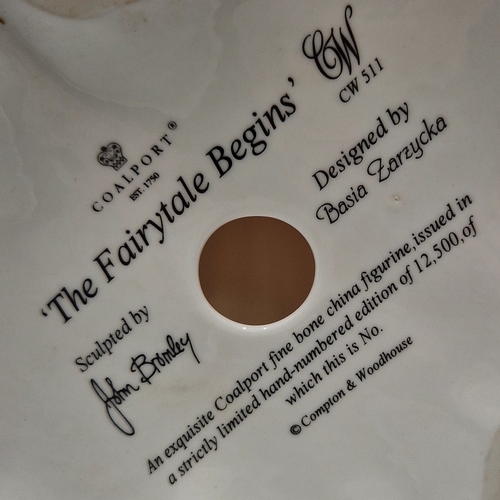 COALPORT®
EST. 1750
CW
CW 511
'The Fairytale Begins'
Sculpted by
John Bromley
Designed by
Basia Zarzycka
An exquisite Coalport fine bone china figurine, issued in
a strictly limited hand-numbered edition of 12,500, of
which this is No.
© Compton & Woodhouse